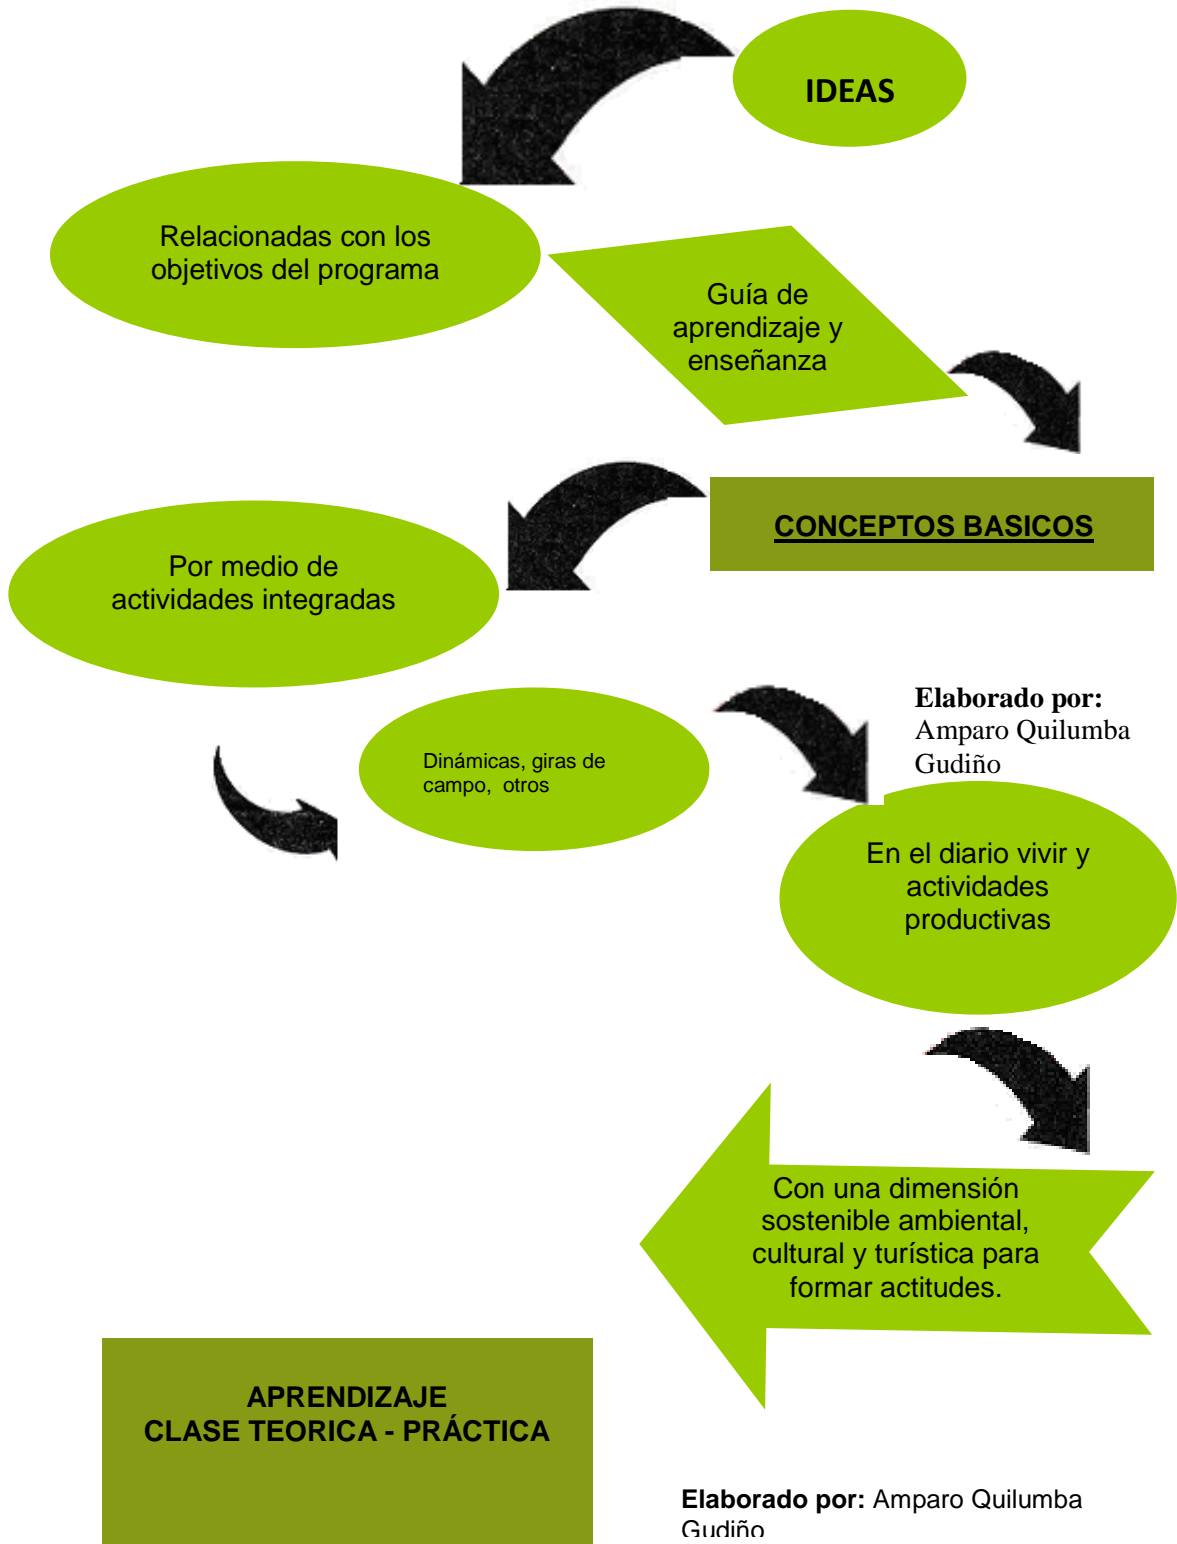 IDEAS
Relacionadas con los
objetivos del programa
Guía de
aprendizaje y
enseñanza
CONCEPTOS BASICOS
Por medio de
actividades integradas
Elaborado por:
Amparo Quilumba
Gudiño
Dinámicas, giras de
campo,  otros
En el diario vivir y
actividades
productivas
Con una dimensión
sostenible ambiental,
cultural y turística para
formar actitudes.
APRENDIZAJE
CLASE TEORICA - PRÁCTICA
Elaborado por: Amparo Quilumba
Gudiño